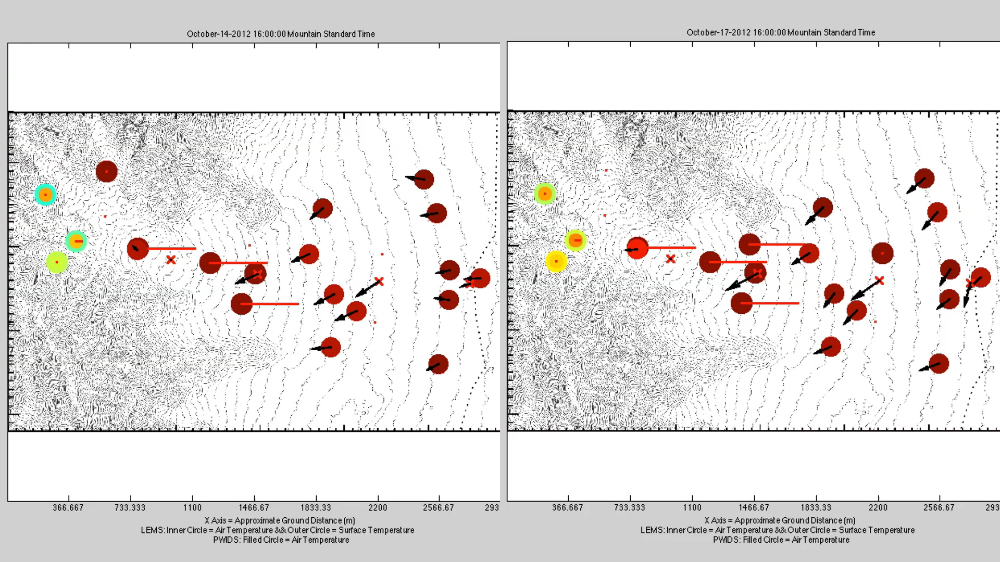 October-14-2012 16:00:00 Mountain Standard Time
366.667 733.333 1100 1466.67 1833.33 2200 2566.67 293
X Axis = Approximate Ground Distance (m)
LEMS: Inner Circle = Air Temperature && Outer Circle = Surface Temperature
PWIDS: Filled Circle = Air Temperature
October-17-2012 16:00:00 Mountain Standard Time
366.667 733.333 1100 1466.67 1833.33 2200 2566.67 293
X Axis = Approximate Ground Distance (m)
LEMS: Inner Circle = Air Temperature && Outer Circle = Surface Temperature
PWIDS: Filled Circle = Air Temperature